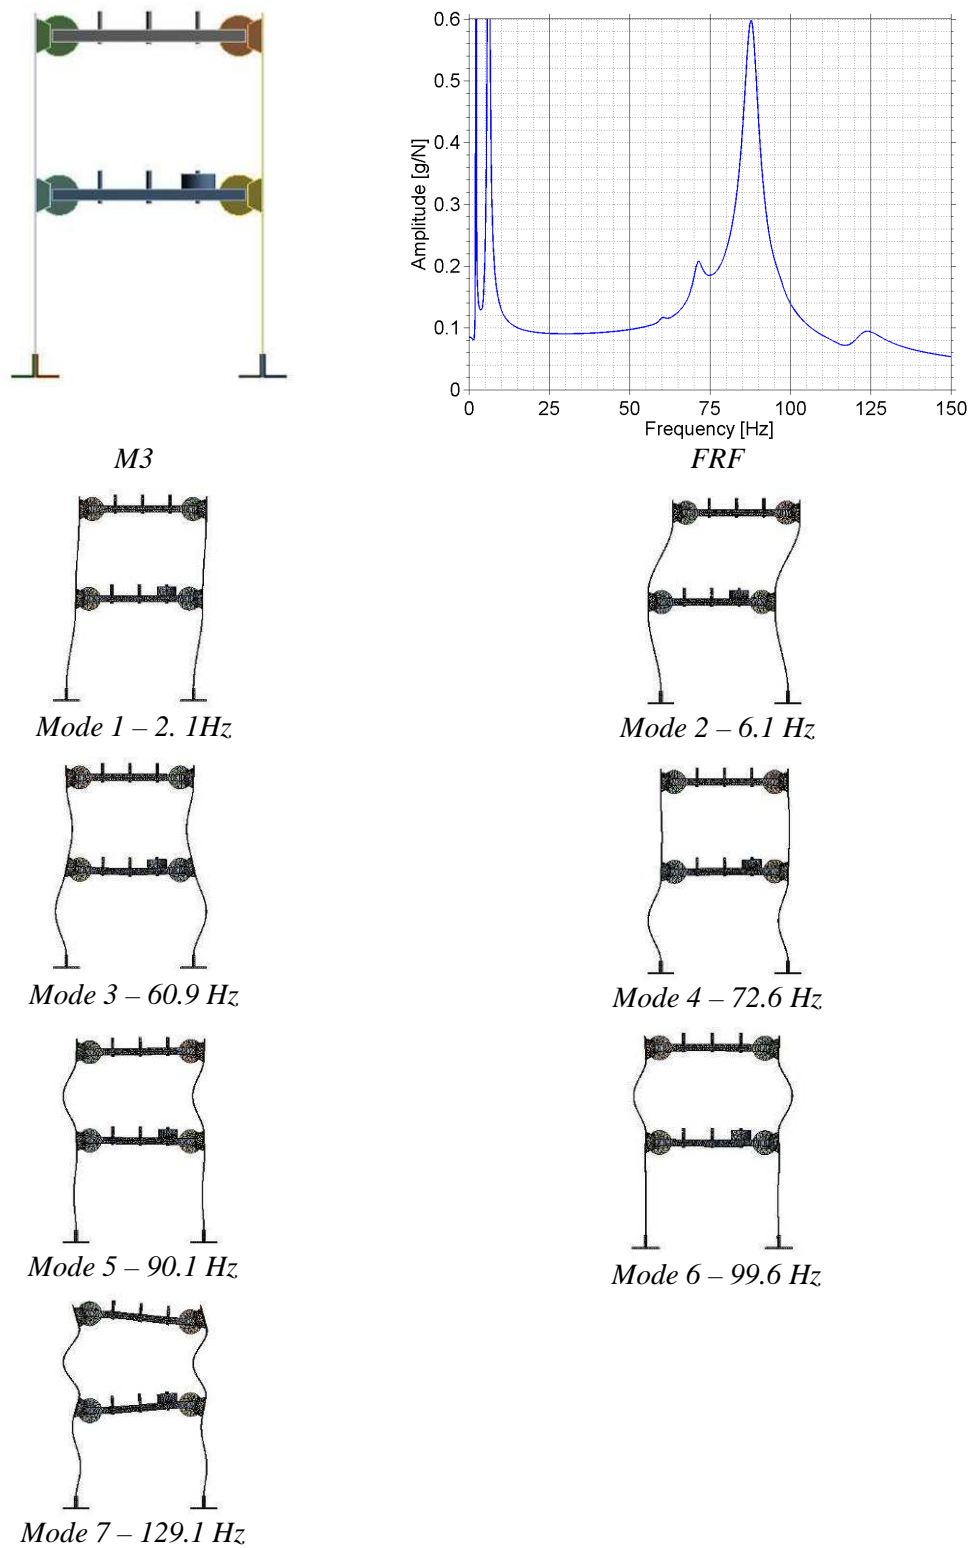 0.6
0.5
0.4
0.3
0.2
0.1
0
Amplitude [g/N]
0 25 50 75 100 125 150
Frequency [Hz]
M3
FRF
Mode 1 – 2. 1Hz
Mode 2 – 6.1 Hz
Mode 3 – 60.9 Hz
Mode 4 – 72.6 Hz
Mode 5 – 90.1 Hz
Mode 6 – 99.6 Hz
Mode 7 – 129.1 Hz